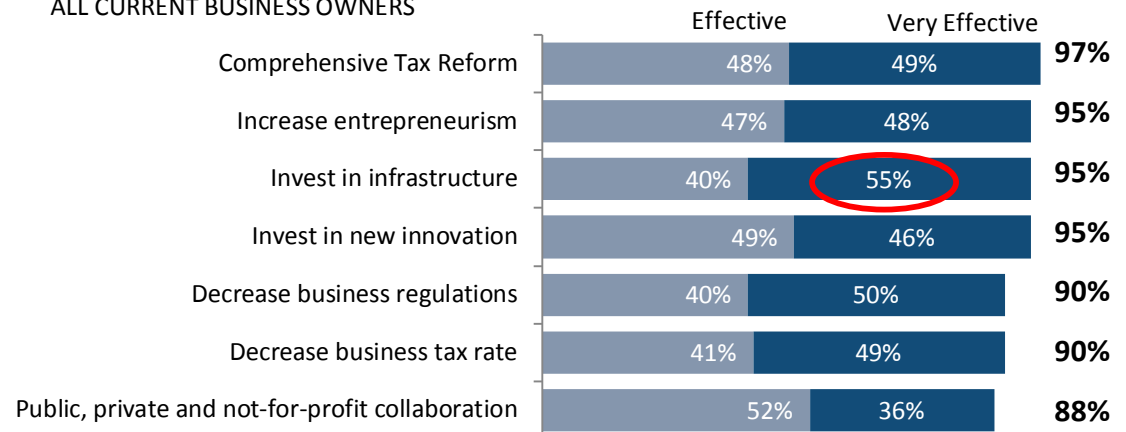 ALL CURRENT BUSINESS OWNERS
Effective Very Effective
Comprehensive Tax Reform 48% 49% 97%
Increase entrepreneurism 47% 48% 95%
Invest in infrastructure 40% 55% 95%
Invest in new innovation 49% 46% 95%
Decrease business regulations 40% 50% 90%
Decrease business tax rate 41% 49% 90%
Public, private and not-for-profit collaboration 52% 36% 88%